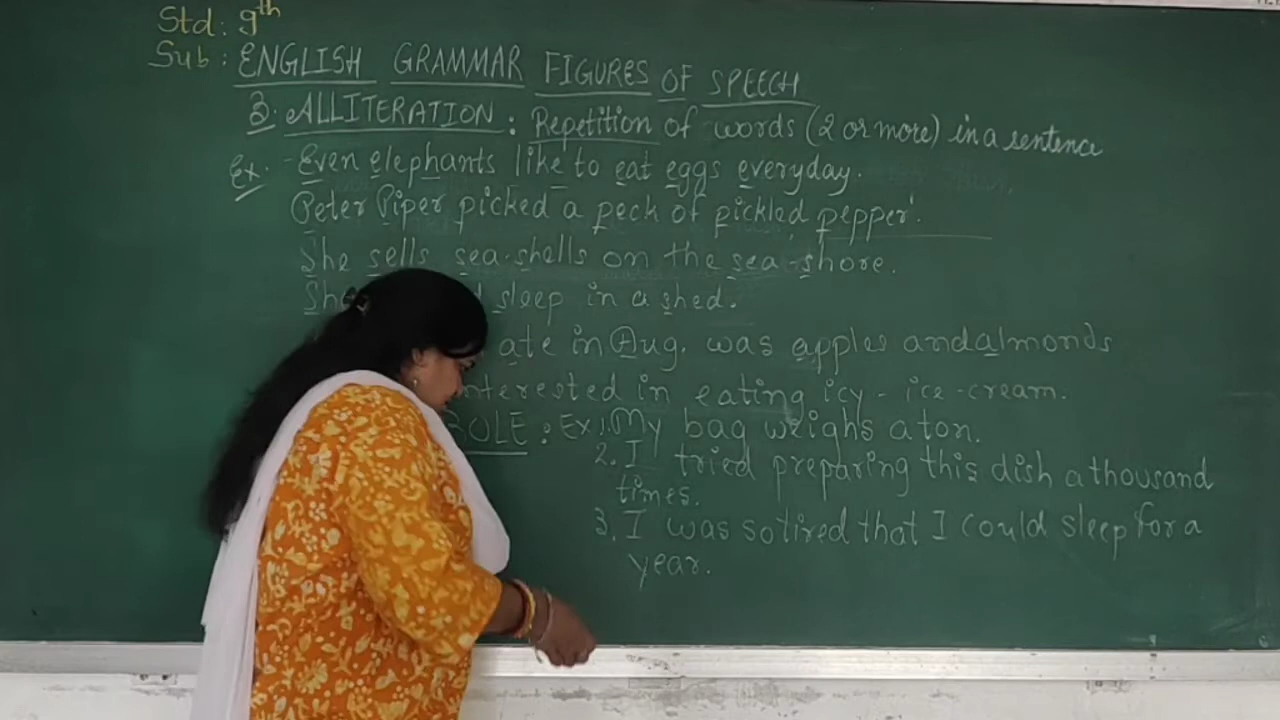 Std: 9th
Sub: ENGLISH GRAMMAR FIGURES OF SPEECH
3. ALLITERATION: Repetition of words (2 or more) in a sentence
Ex. - Even elephants like to eat eggs everyday.
Peter Piper picked a peck of pickled pepper'.
She sells sea-shells on the sea-shore.
sleep in a shed.
ate in Aug. was apples and almonds
interested in eating icy - ice-cream.
BOLE: Ex 1. My bag weighs a ton.
2. I tried preparing this dish a thousand
times.
3. I was so tired that I could sleep for a
year.